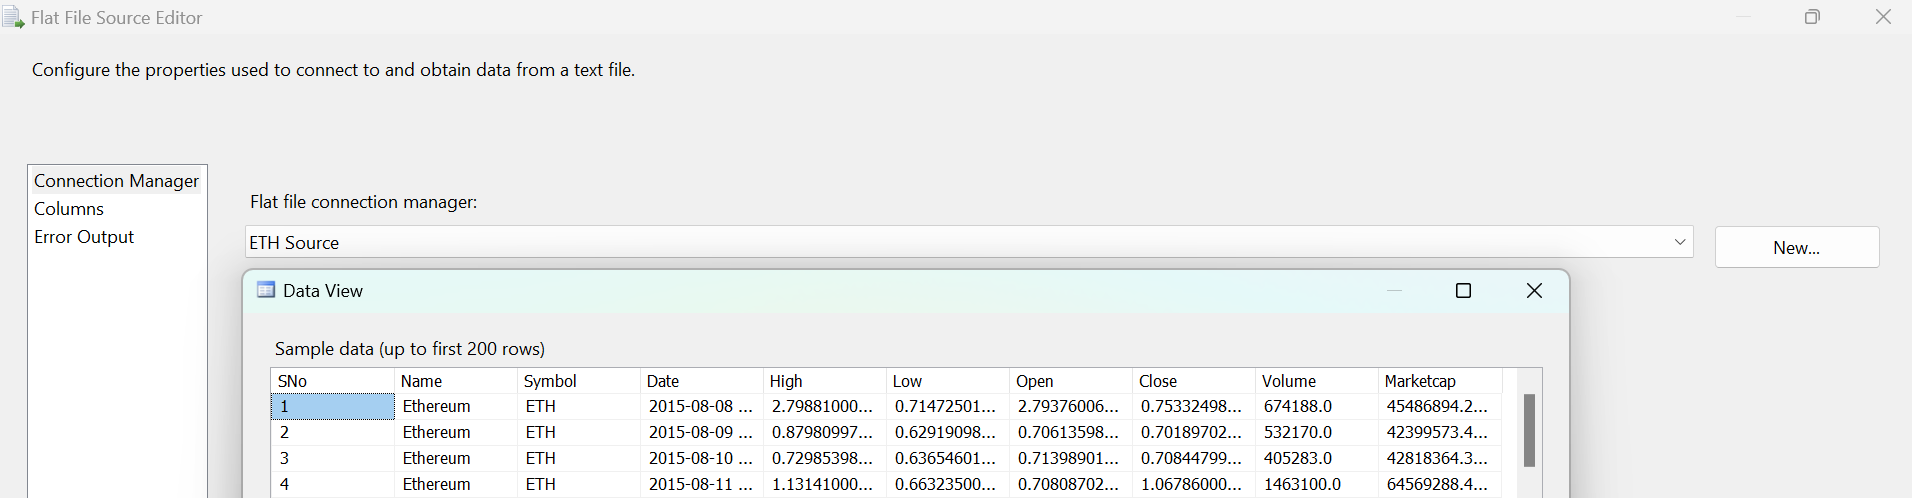 Flat File Source Editor
Configure the properties used to connect to and obtain data from a text file.
Connection Manager
Columns
Error Output
Flat file connection manager:
ETH Source
New...
Data View
Sample data (up to first 200 rows)
SNo Name Symbol Date High Low Open Close Volume Marketcap
1 Ethereum ETH 2015-08-08 ... 2.79881000... 0.71472501... 2.79376006... 0.75332498... 674188.0 45486894.2...
2 Ethereum ETH 2015-08-09 ... 0.87980997... 0.62919098... 0.70613598... 0.70189702... 532170.0 42399573.4...
3 Ethereum ETH 2015-08-10 ... 0.72985398... 0.63654601... 0.71398901... 0.70844799... 405283.0 42818364.3...
4 Ethereum ETH 2015-08-11 ... 1.13141000... 0.66323500... 0.70808702... 1.06786000... 1463100.0 64569288.4...